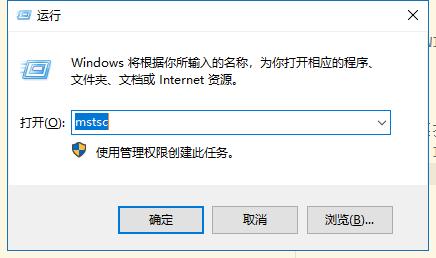 运行
Windows 将根据你所输入的名称，为你打开相应的程序、
文件夹、文档或 Internet 资源。
打开(O): mstsc
使用管理权限创建此任务。
确定 取消 浏览(B)...